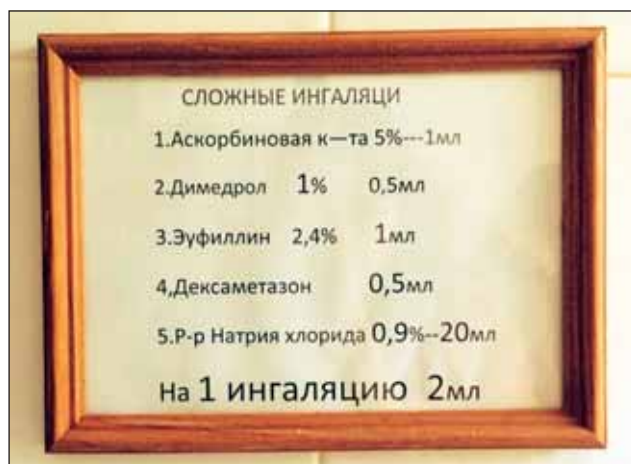 СЛОЖНЫЕ ИНГАЛЯЦИ
1.Аскорбиновая к—та 5%---1мл
2.Димедрол 1% 0,5мл
3.Эуфиллин 2,4% 1мл
4,Дексаметазон 0,5мл
5.Р-р Натрия хлорида 0,9%--20мл
На 1 ингаляцию 2мл